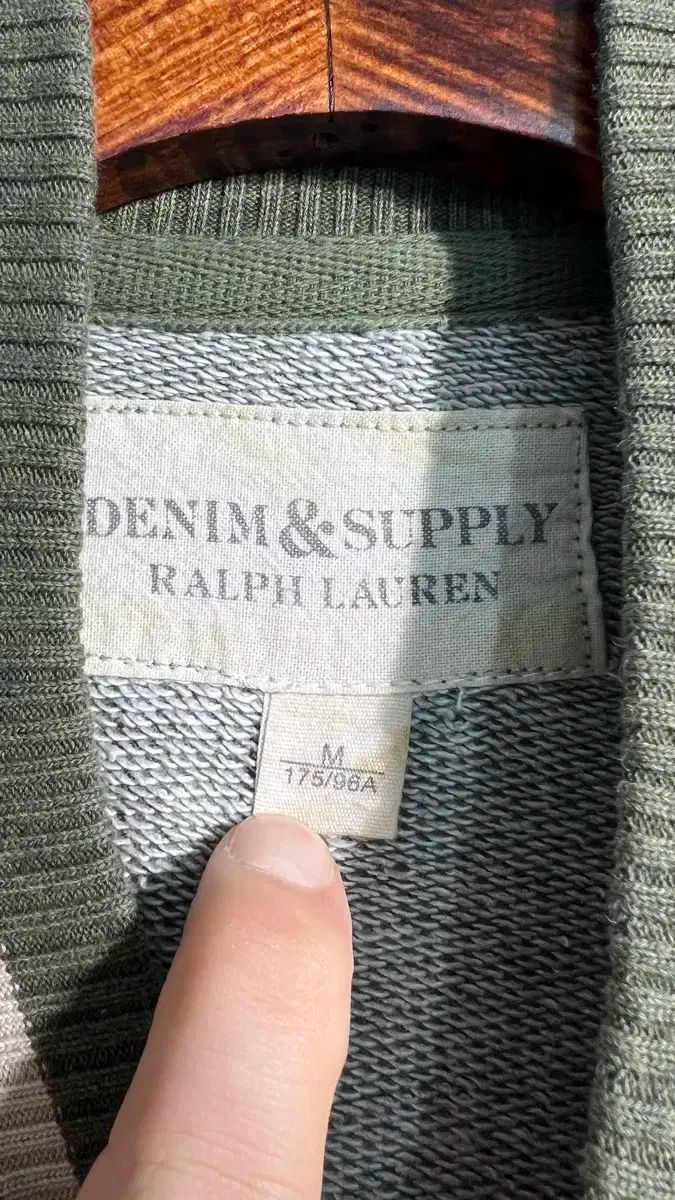 DENIM & SUPPLY
RALPH LAUREN
M
175/96A